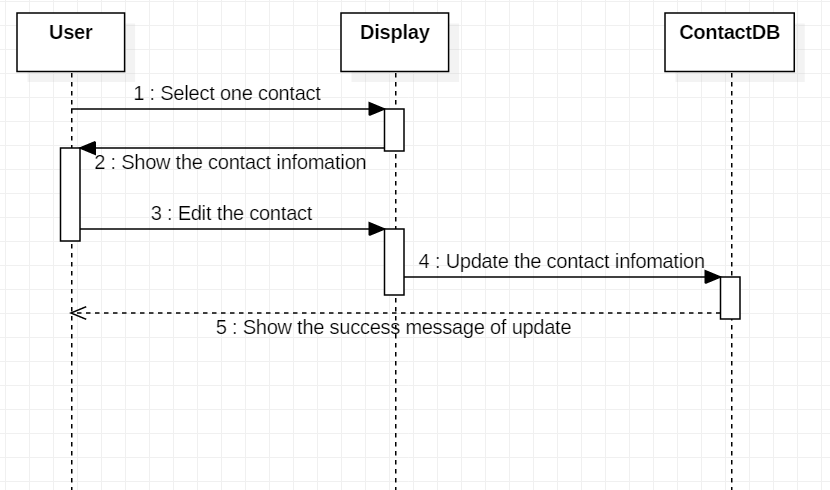 User
Display
ContactDB
1 : Select one contact
2 : Show the contact infomation
3 : Edit the contact
4 : Update the contact infomation
5 : Show the success message of update